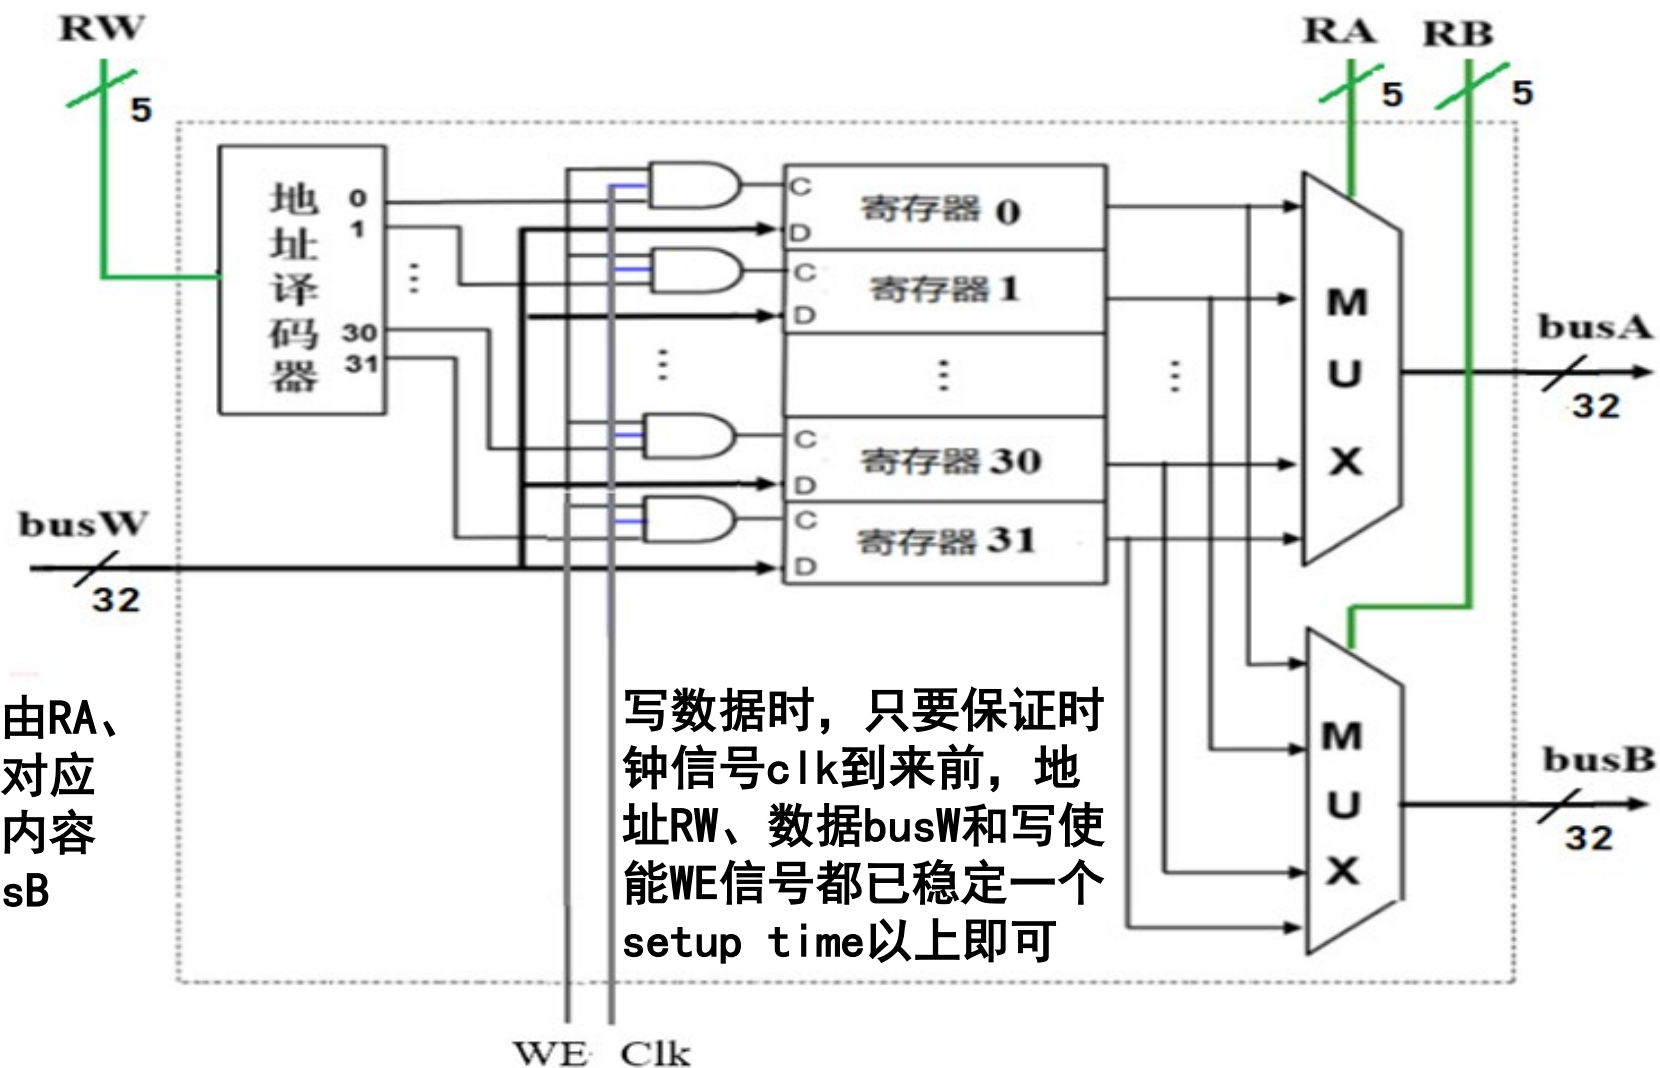 RW
RA
RB
5
5
5
地址译码器
0
1
...
30
31
C
D
寄存器 0
C
D
寄存器 1
...
...
...
C
D
寄存器 30
C
D
寄存器 31
MUX
busA
32
busW
32
MUX
busB
32
由RA、
对应
内容
sB
写数据时，只要保证时
钟信号clk到来前，地
址RW、数据busW和写使
能WE信号都已稳定一个
setup time以上即可
WE
Clk